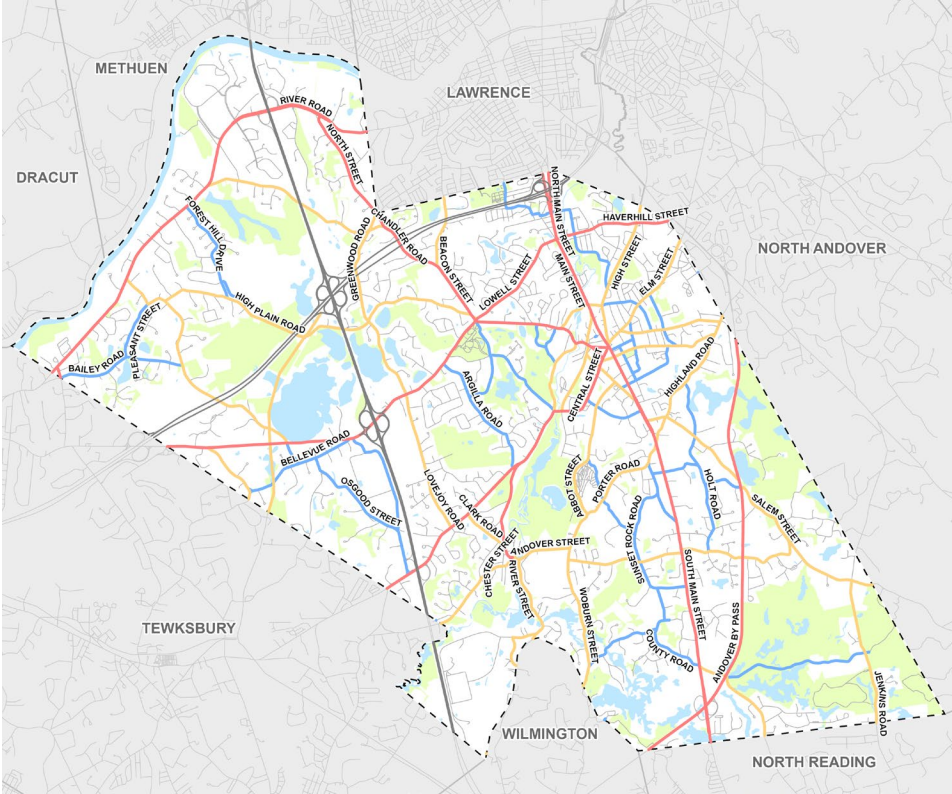 METHUEN
LAWRENCE
RIVER ROAD
NORTH STREET
DRACUT
NORTH MAIN STREET
FOREST HILL DRIVE
CHANDLER ROAD
HAVERHILL STREET
GREENWOOD ROAD
BEACON STREET
LOWELL STREET
MAIN STREET
HIGH STREET
ELM STREET
NORTH ANDOVER
HIGH PLAIN ROAD
PLEASANT STREET
BAILEY ROAD
ARGILLA ROAD
CENTRAL STREET
HIGHLAND ROAD
BELLEVUE ROAD
OSGOOD STREET
LOVEJOY ROAD
CLARK ROAD
ABBOT STREET
PORTER ROAD
HOLT ROAD
SALEM STREET
SUNSET ROCK ROAD
CHESTER STREET
ANDOVER STREET
RIVER STREET
WOBURN STREET
SOUTH MAIN STREET
TEWKSBURY
COUNTY ROAD
ANDOVER BY PASS
JENKINS ROAD
WILMINGTON
NORTH READING